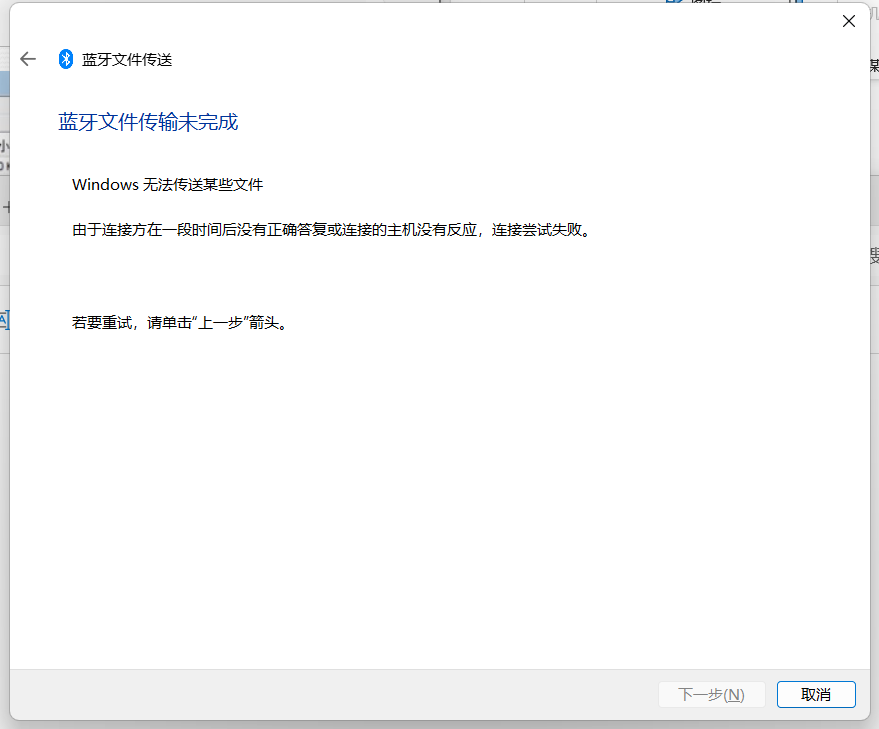 蓝牙文件传送
蓝牙文件传输未完成
Windows 无法传送某些文件
由于连接方在一段时间后没有正确答复或连接的主机没有反应，连接尝试失败。
若要重试，请单击“上一步”箭头。
下一步(N)
取消